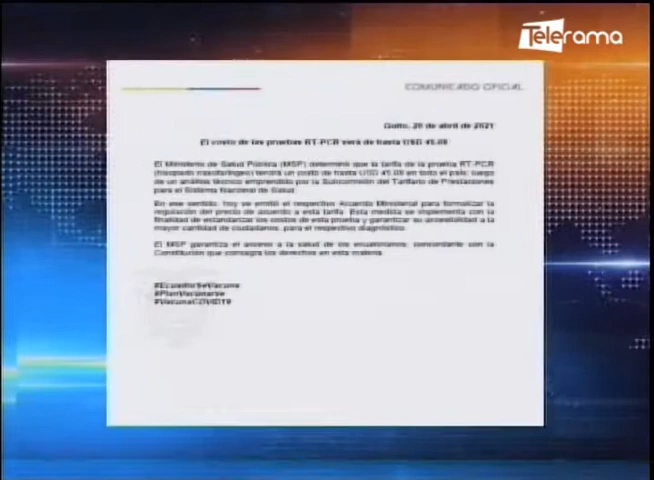 Telerama
COMUNICADO OFICIAL
Quito, 20 de abril de 2021
El costo de las pruebas RT-PCR será de hasta USD 45.08
El Ministerio de Salud Pública (MSP) determinó que la tarifa de la prueba RT-PCR
(hisopado nasofaríngeo) tendrá un costo de hasta USD 45.08 en todo el país, luego
de un análisis técnico emprendido por la Subcomisión del Tarifario de Prestaciones
para el Sistema Nacional de Salud.
En ese sentido, hoy se emitió el respectivo Acuerdo Ministerial para formalizar la
regulación del precio de acuerdo a esta tarifa. Esta medida se implementa con la
finalidad de estandarizar los costos de esta prueba y garantizar su accesibilidad a la
mayor cantidad de ciudadanos, para el respectivo diagnóstico.
El MSP garantiza el acceso a la salud de los ecuatorianos, concordante con la
Constitución que consagra los derechos en esta materia.
#EcuadorSeVacuna
#PlanVacunarse
#VacunaCOVID19